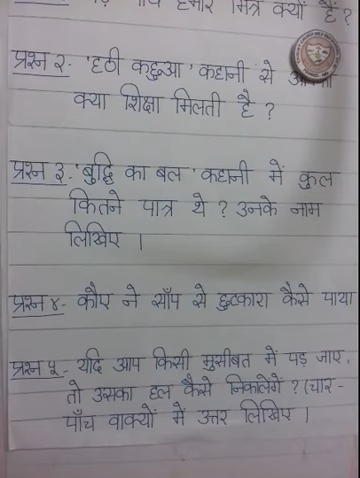 पेड़ पौधे हमारे मित्र क्यों हैं ?
प्रश्न २. 'हठी कछुआ' कहानी से
क्या शिक्षा मिलती है ?
प्रश्न ३. 'बुद्धि का बल' कहानी में कुल
कितने पात्र थे ? उनके नाम
लिखिए ।
प्रश्न ४- कौए ने साँप से छुटकारा कैसे पाया
प्रश्न ५- यदि आप किसी मुसीबत में पड़ जाए,
तो उसका हल कैसे निकालेगें ? (चार-
पाँच वाक्यों में उत्तर लिखिए ।